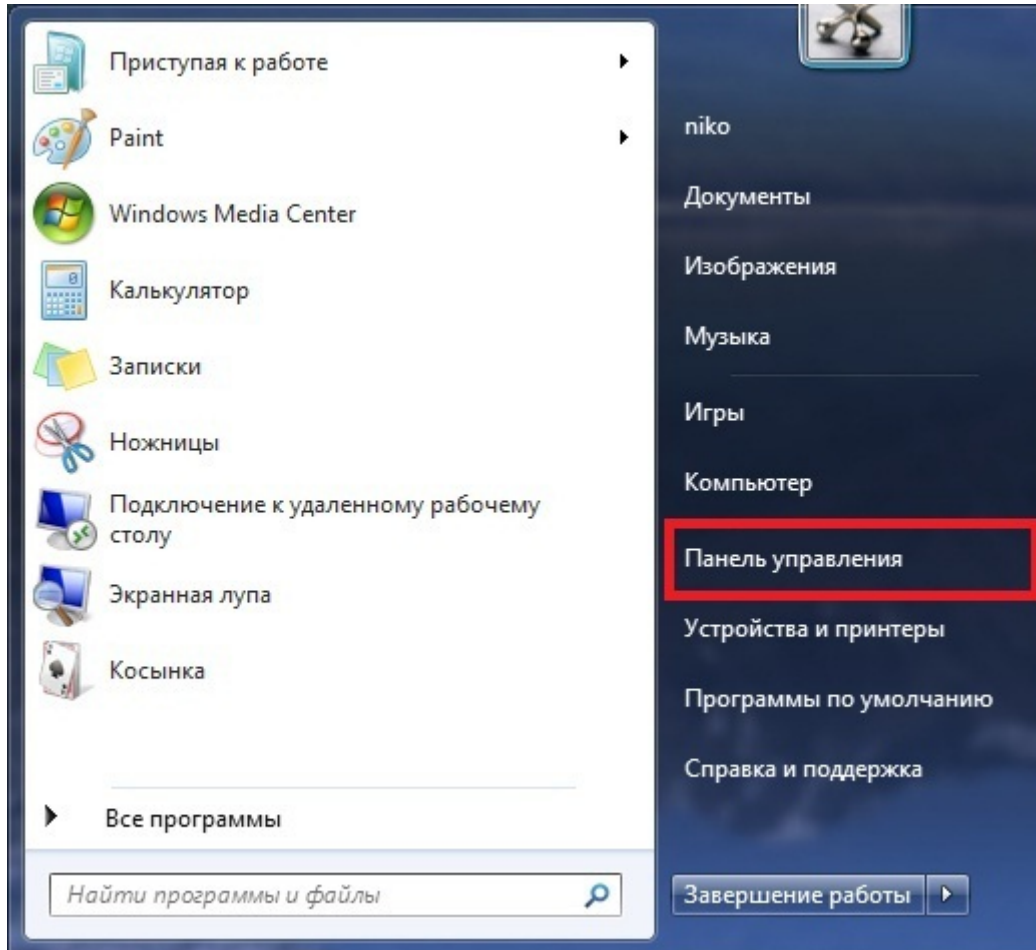 Приступая к работе
Paint
Windows Media Center
Калькулятор
Записки
Ножницы
Подключение к удаленному рабочему
столу
Экранная лупа
Косынка
Все программы
Найти программы и файлы
niko
Документы
Изображения
Музыка
Игры
Компьютер
Панель управления
Устройства и принтеры
Программы по умолчанию
Справка и поддержка
Завершение работы